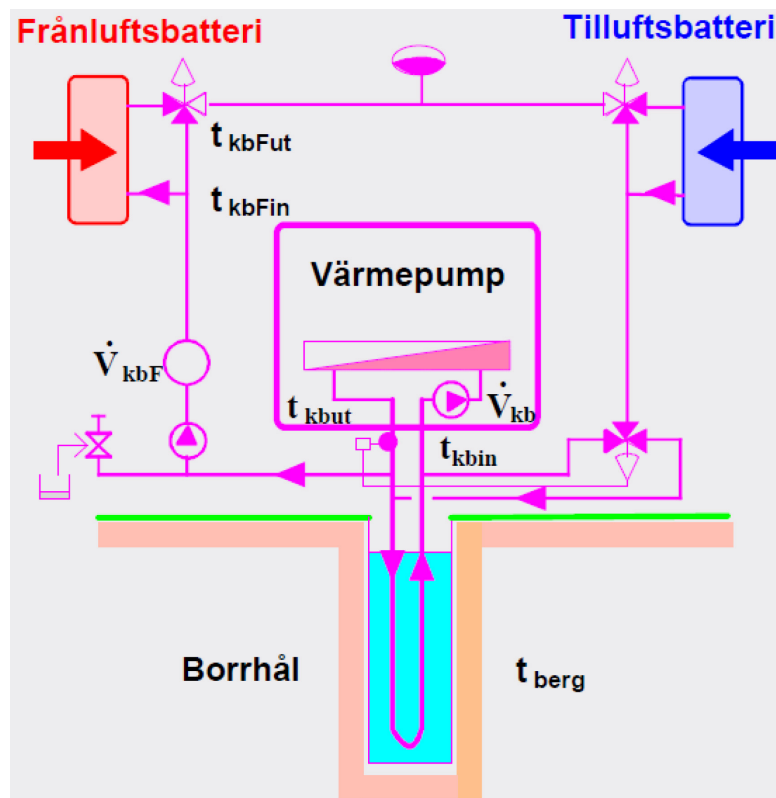 Frånluftsbatteri
Tilluftsbatteri
t kbFut
t kbFin
Värmepump
V̇ kbF
t kbut
V̇ kb
t kbin
Borrhål
t berg